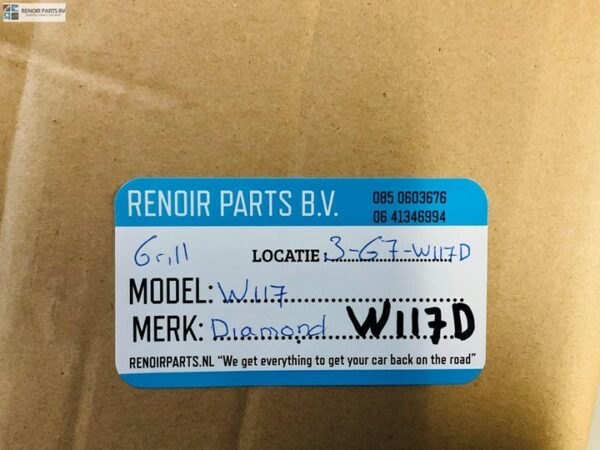 RENOIR PARTS BV
RENOIR PARTS B.V.
085 0603676
06 41346994
Grill LOCATIE: 3-G7-W117D
MODEL: W117
MERK: Diamond W117D
RENOIRPARTS.NL “We get everything to get your car back on the road”